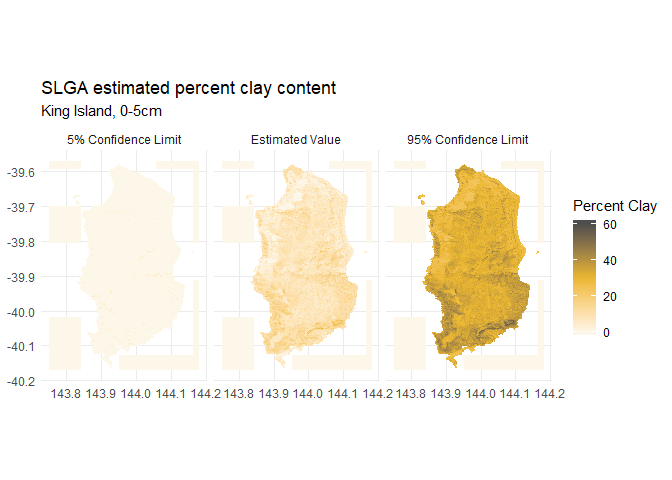 SLGA estimated percent clay content
King Island, 0-5cm
5% Confidence Limit
Estimated Value
95% Confidence Limit
-39.6
-39.7
-39.8
-39.9
-40.0
-40.1
-40.2
143.8 143.9 144.0 144.1 144.2
143.8 143.9 144.0 144.1 144.2
143.8 143.9 144.0 144.1 144.2
Percent Clay
60
40
20
0